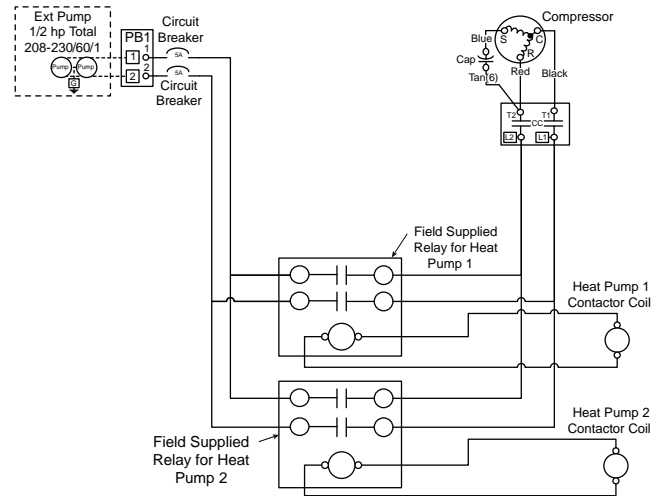 Ext Pump
1/2 hp Total
208-230/60/1
Pump
Pump
G
PB1
1
1
2
2
Circuit
Breaker
5A
5A
Circuit
Breaker
Compressor
Blue
S
C
R
Cap
Red
Black
Tan(6)
T2
T1
CC
L2
L1
Field Supplied
Relay for Heat
Pump 1
Heat Pump 1
Contactor Coil
Field Supplied
Relay for Heat
Pump 2
Heat Pump 2
Contactor Coil